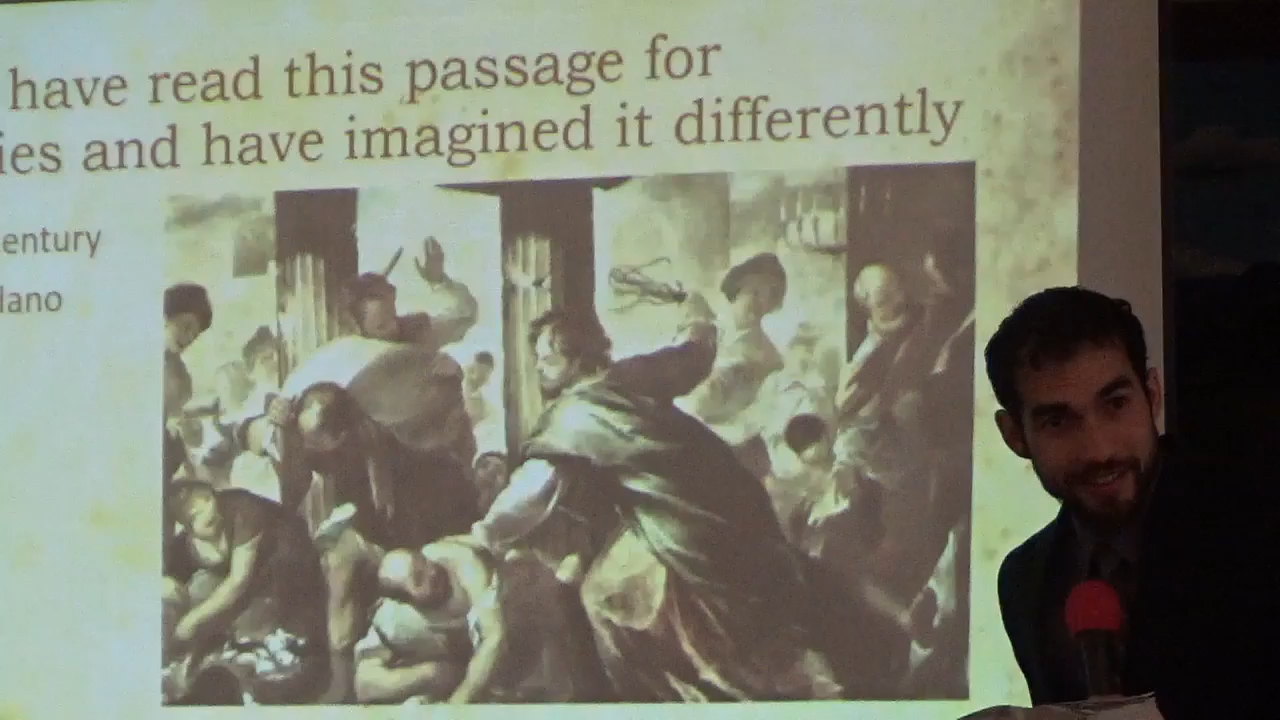 have read this passage for
ies and have imagined it differently
entury
lano